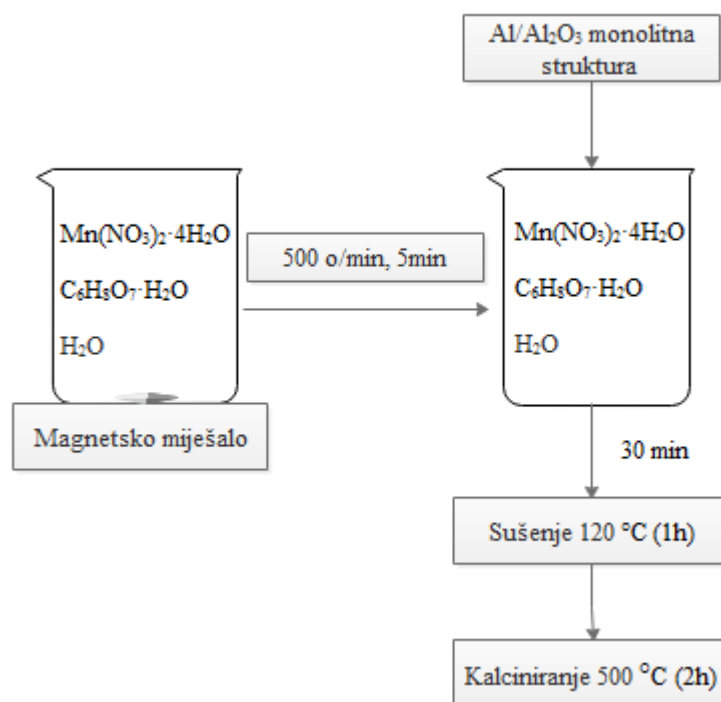 Al/Al₂O₃ monolitna
struktura
Mn(NO₃)₂·4H₂O
C₆H₈O₇·H₂O
H₂O
Magnetsko miješalo
500 o/min, 5min
Mn(NO₃)₂·4H₂O
C₆H₈O₇·H₂O
H₂O
30 min
Sušenje 120 °C (1h)
Kalciniranje 500 °C (2h)